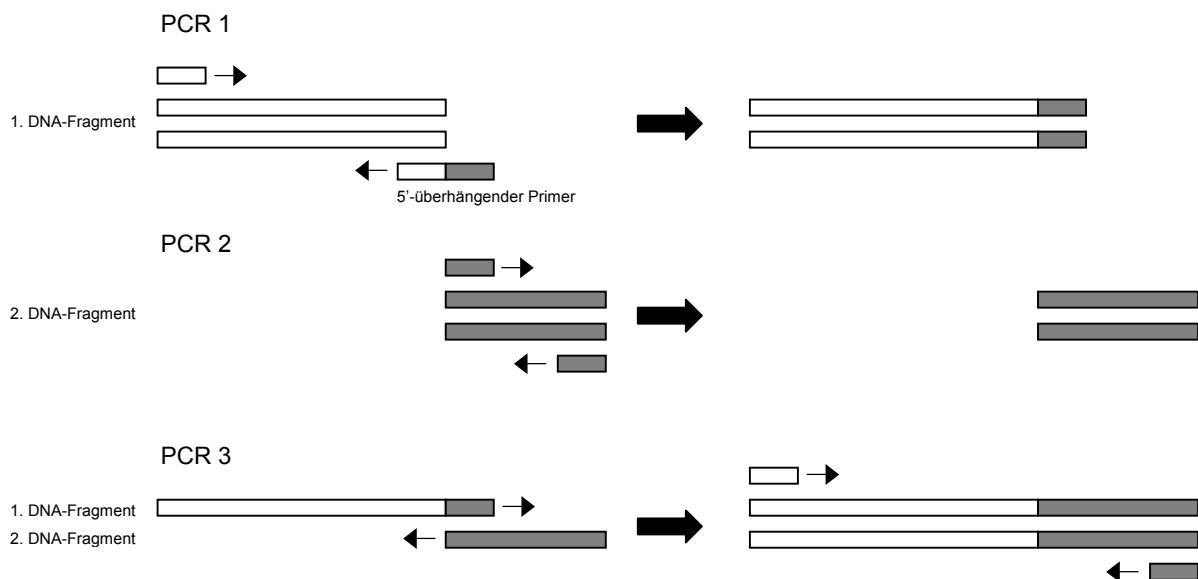 PCR 1
1. DNA-Fragment
5’-überhängender Primer
PCR 2
2. DNA-Fragment
PCR 3
1. DNA-Fragment
2. DNA-Fragment